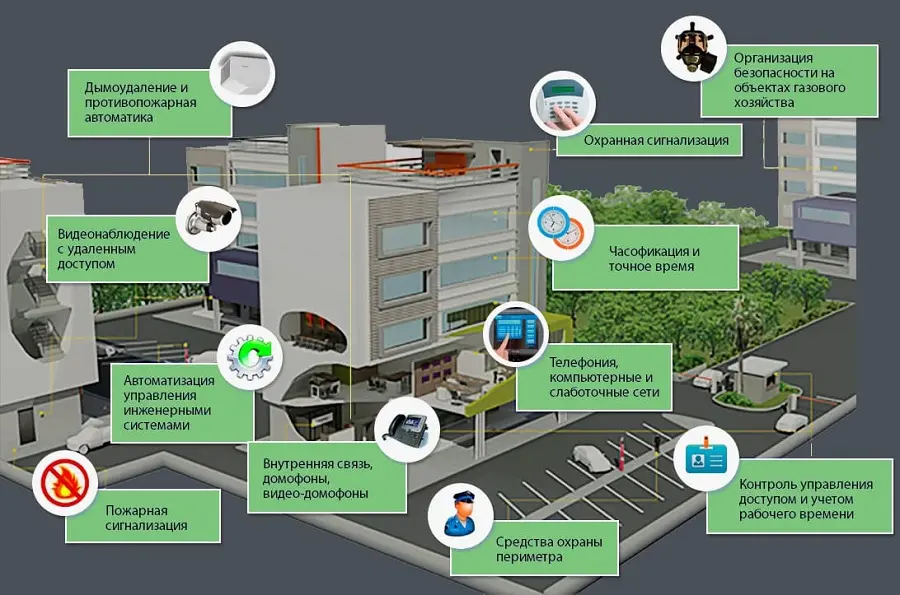 Организация
безопасности на
объектах газового
хозяйства
Дымоудаление и
противопожарная
автоматика
Охранная сигнализация
Видеонаблюдение
с удаленным
доступом
Часофикация и
точное время
Автоматизация
управления
инженерными
системами
Телефония,
компьютерные и
слаботочные сети
Внутренняя связь,
домофоны,
видео-домофоны
Контроль управления
доступом и учетом
рабочего времени
Пожарная
сигнализация
Средства охраны
периметра